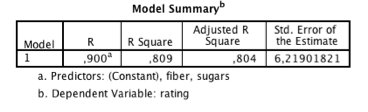 Model Summaryb
Adjusted R Std. Error of
Model R R Square Square the Estimate
1 ,900a ,809 ,804 6,21901821
a. Predictors: (Constant), fiber, sugars
b. Dependent Variable: rating